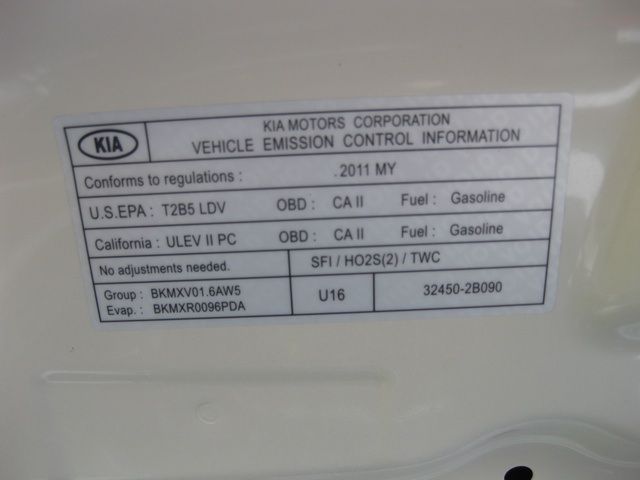 KIA
KIA MOTORS CORPORATION
VEHICLE EMISSION CONTROL INFORMATION
Conforms to regulations : . 2011 MY
U.S.EPA : T2B5 LDV OBD : CA II Fuel : Gasoline
California : ULEV II PC OBD : CA II Fuel : Gasoline
No adjustments needed. SFI / HO2S(2) / TWC
Group : BKMXV01.6AW5
Evap. : BKMXR0096PDA
U16
32450-2B090